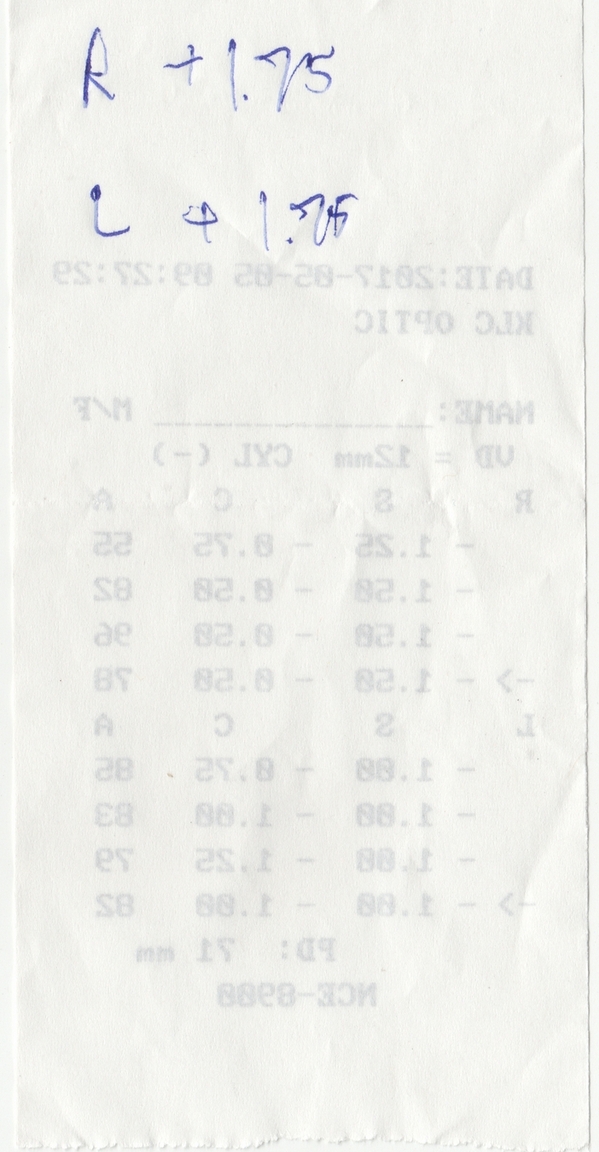 R +1.75
L +1.75
DATE:2017-05-05 09:27:29
KLC OPTIC
NAME:_______________ M/F
VD = 12mm CYL (-)
R S C A
- 1.25 - 0.75 55
- 1.50 - 0.50 82
- 1.50 - 0.50 96
-> - 1.50 - 0.50 78
L S C A
- 1.00 - 0.75 85
- 1.00 - 1.00 83
- 1.00 - 1.25 79
-> - 1.00 - 1.00 82
PD: 71 mm